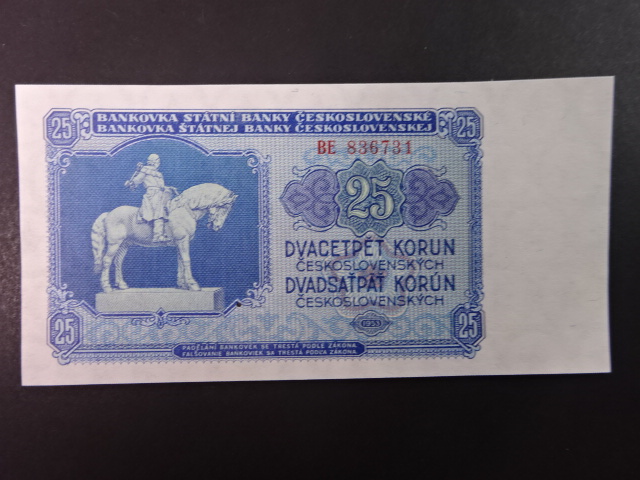 BANKOVKA STÁTNÍ BANKY ČESKOSLOVENSKÉ
BANKOVKA ŠTÁTNEJ BANKY ČESKOSLOVENSKEJ
25
25
BE 836731
25
DVACETPĚT KORUN
ČESKOSLOVENSKÝCH
DVADSAŤPÄŤ KORÚN
ČESKOSLOVENSKÝCH
25
1953
25
PADĚLÁNÍ BANKOVEK SE TRESTÁ PODLE ZÁKONA
FALŠOVANIE BANKOVIEK SA TRESTÁ PODĽA ZÁKONA